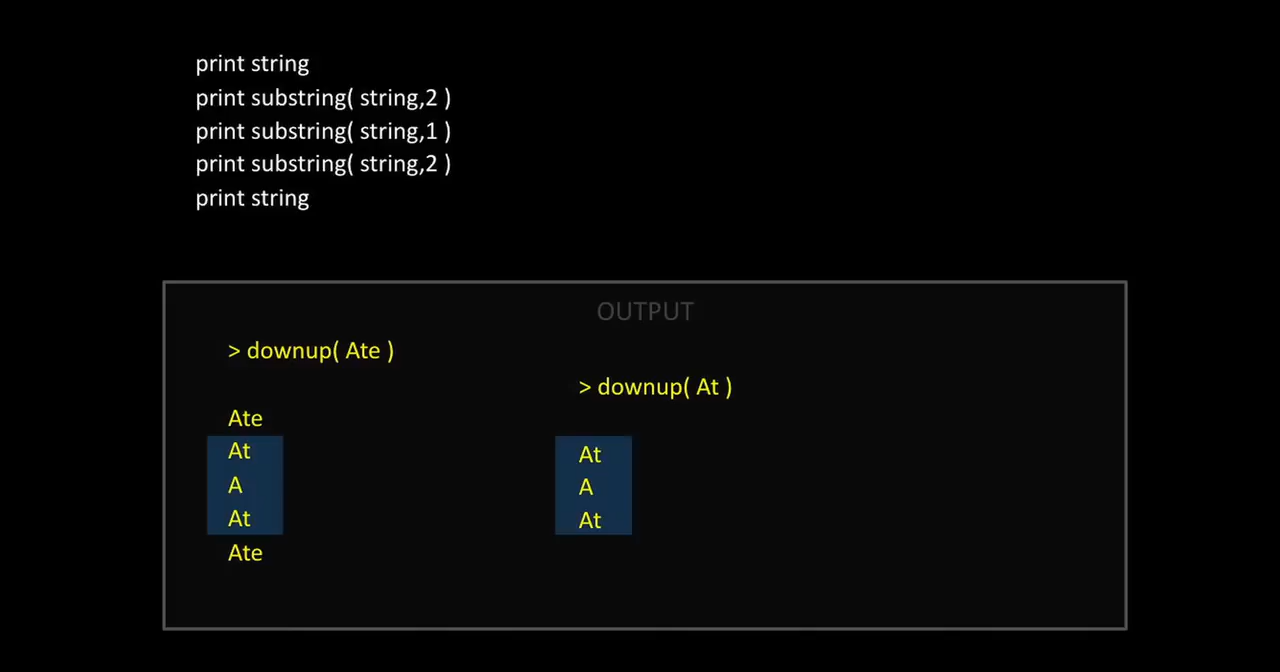 print string
print substring( string,2 )
print substring( string,1 )
print substring( string,2 )
print string
OUTPUT
> downup( Ate )
Ate
At
A
At
Ate
> downup( At )
At
A
At